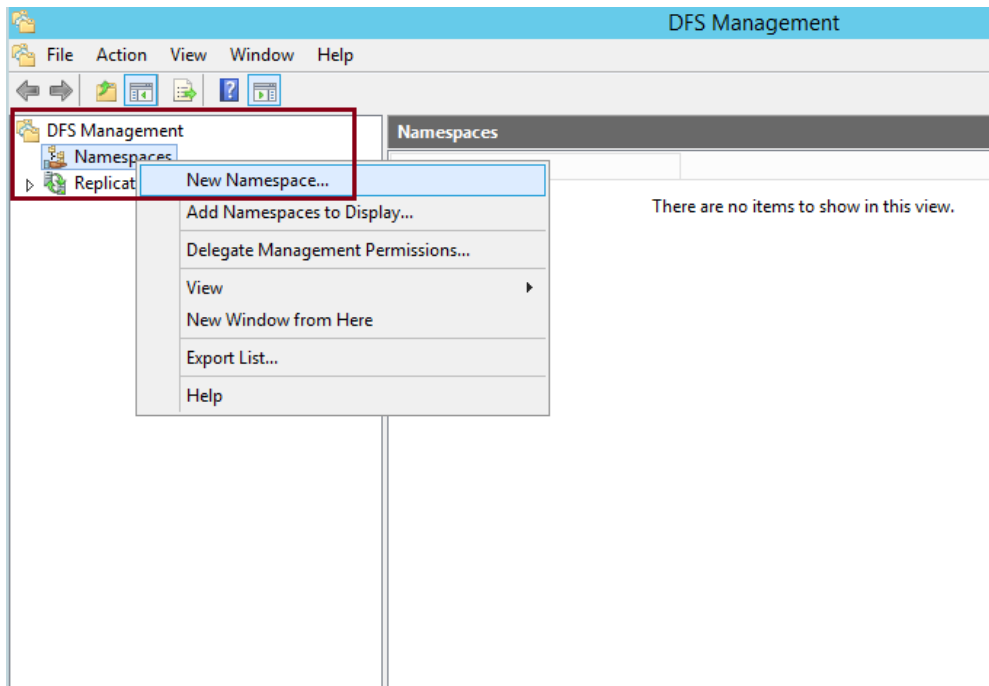 DFS Management
File Action View Window Help
DFS Management
Namespaces
Replicat
Namespaces
New Namespace...
Add Namespaces to Display...
Delegate Management Permissions...
View
New Window from Here
Export List...
Help
There are no items to show in this view.